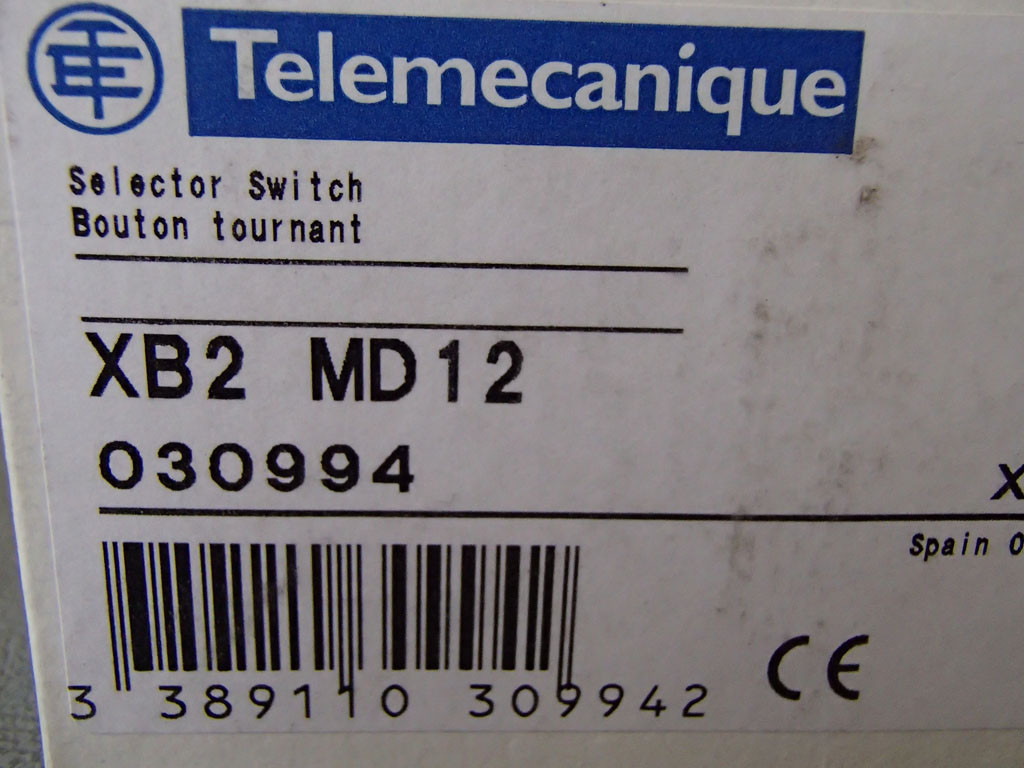 Telemecanique
Selector Switch
Bouton tournant
XB2 MD12
030994
X
Spain 0
3 389110 309942
CE